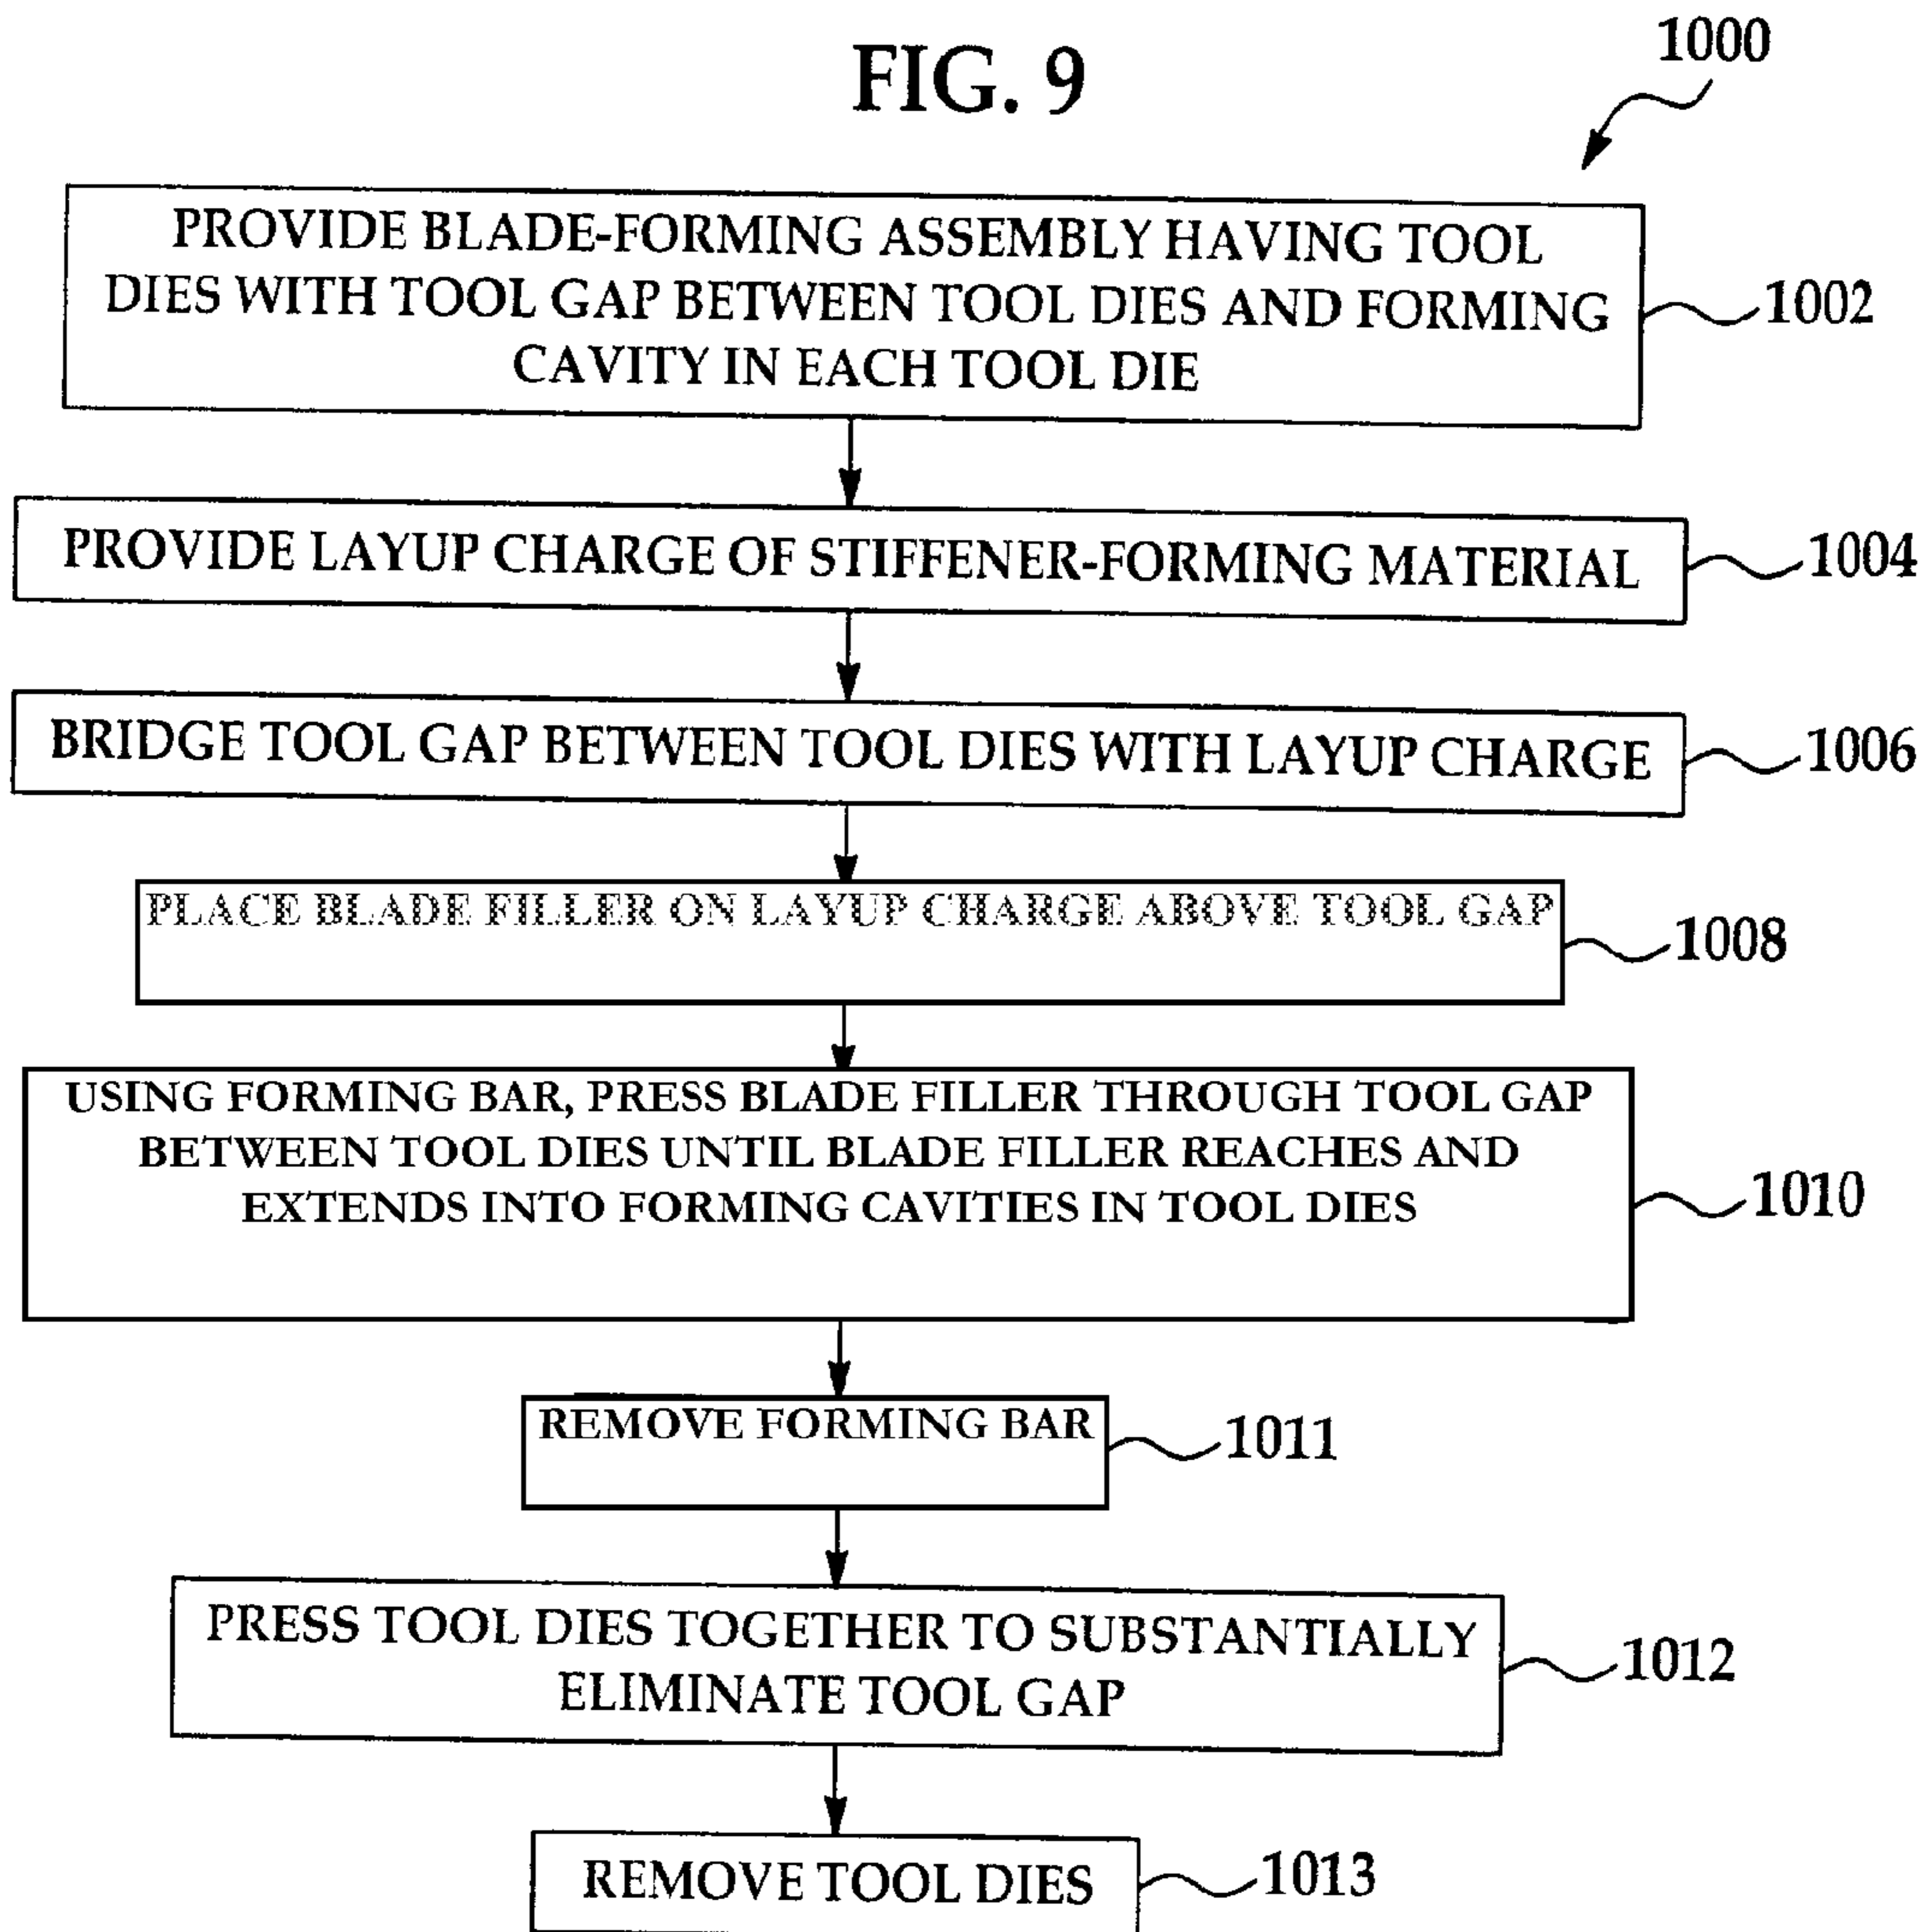 FIG. 9
1000
PROVIDE BLADE-FORMING ASSEMBLY HAVING TOOL
DIES WITH TOOL GAP BETWEEN TOOL DIES AND FORMING
CAVITY IN EACH TOOL DIE
1002
PROVIDE LAYUP CHARGE OF STIFFENER-FORMING MATERIAL
1004
BRIDGE TOOL GAP BETWEEN TOOL DIES WITH LAYUP CHARGE
1006
PLACE BLADE FILLER ON LAYUP CHARGE ABOVE TOOL GAP
1008
USING FORMING BAR, PRESS BLADE FILLER THROUGH TOOL GAP
BETWEEN TOOL DIES UNTIL BLADE FILLER REACHES AND
EXTENDS INTO FORMING CAVITIES IN TOOL DIES
1010
REMOVE FORMING BAR
1011
PRESS TOOL DIES TOGETHER TO SUBSTANTIALLY
ELIMINATE TOOL GAP
1012
REMOVE TOOL DIES
1013